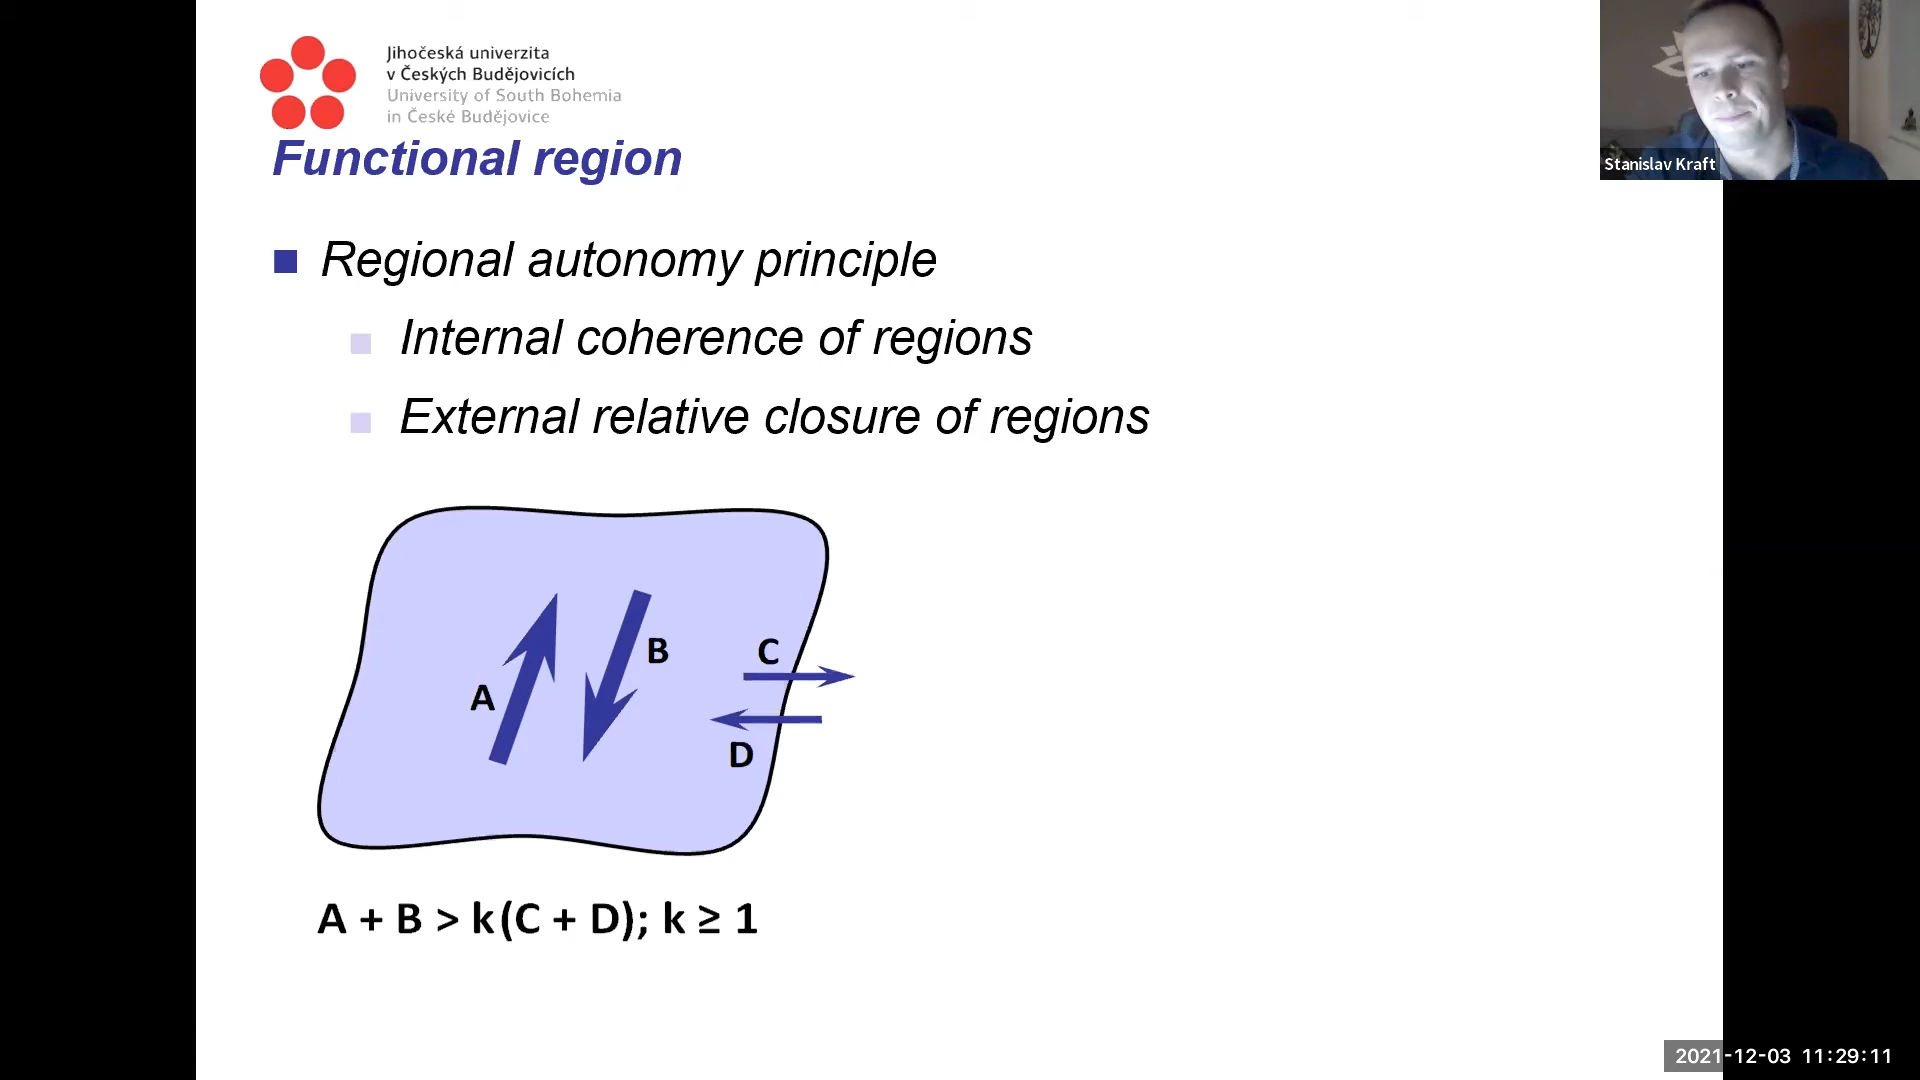 Jihočeská univerzita
v Českých Budějovicích
University of South Bohemia
in České Budějovice
Functional region
Stanislav Kraft
Regional autonomy principle
Internal coherence of regions
External relative closure of regions
A
B
C
D
A + B > k(C + D); k ≥ 1
2021-12-03 11:29:11